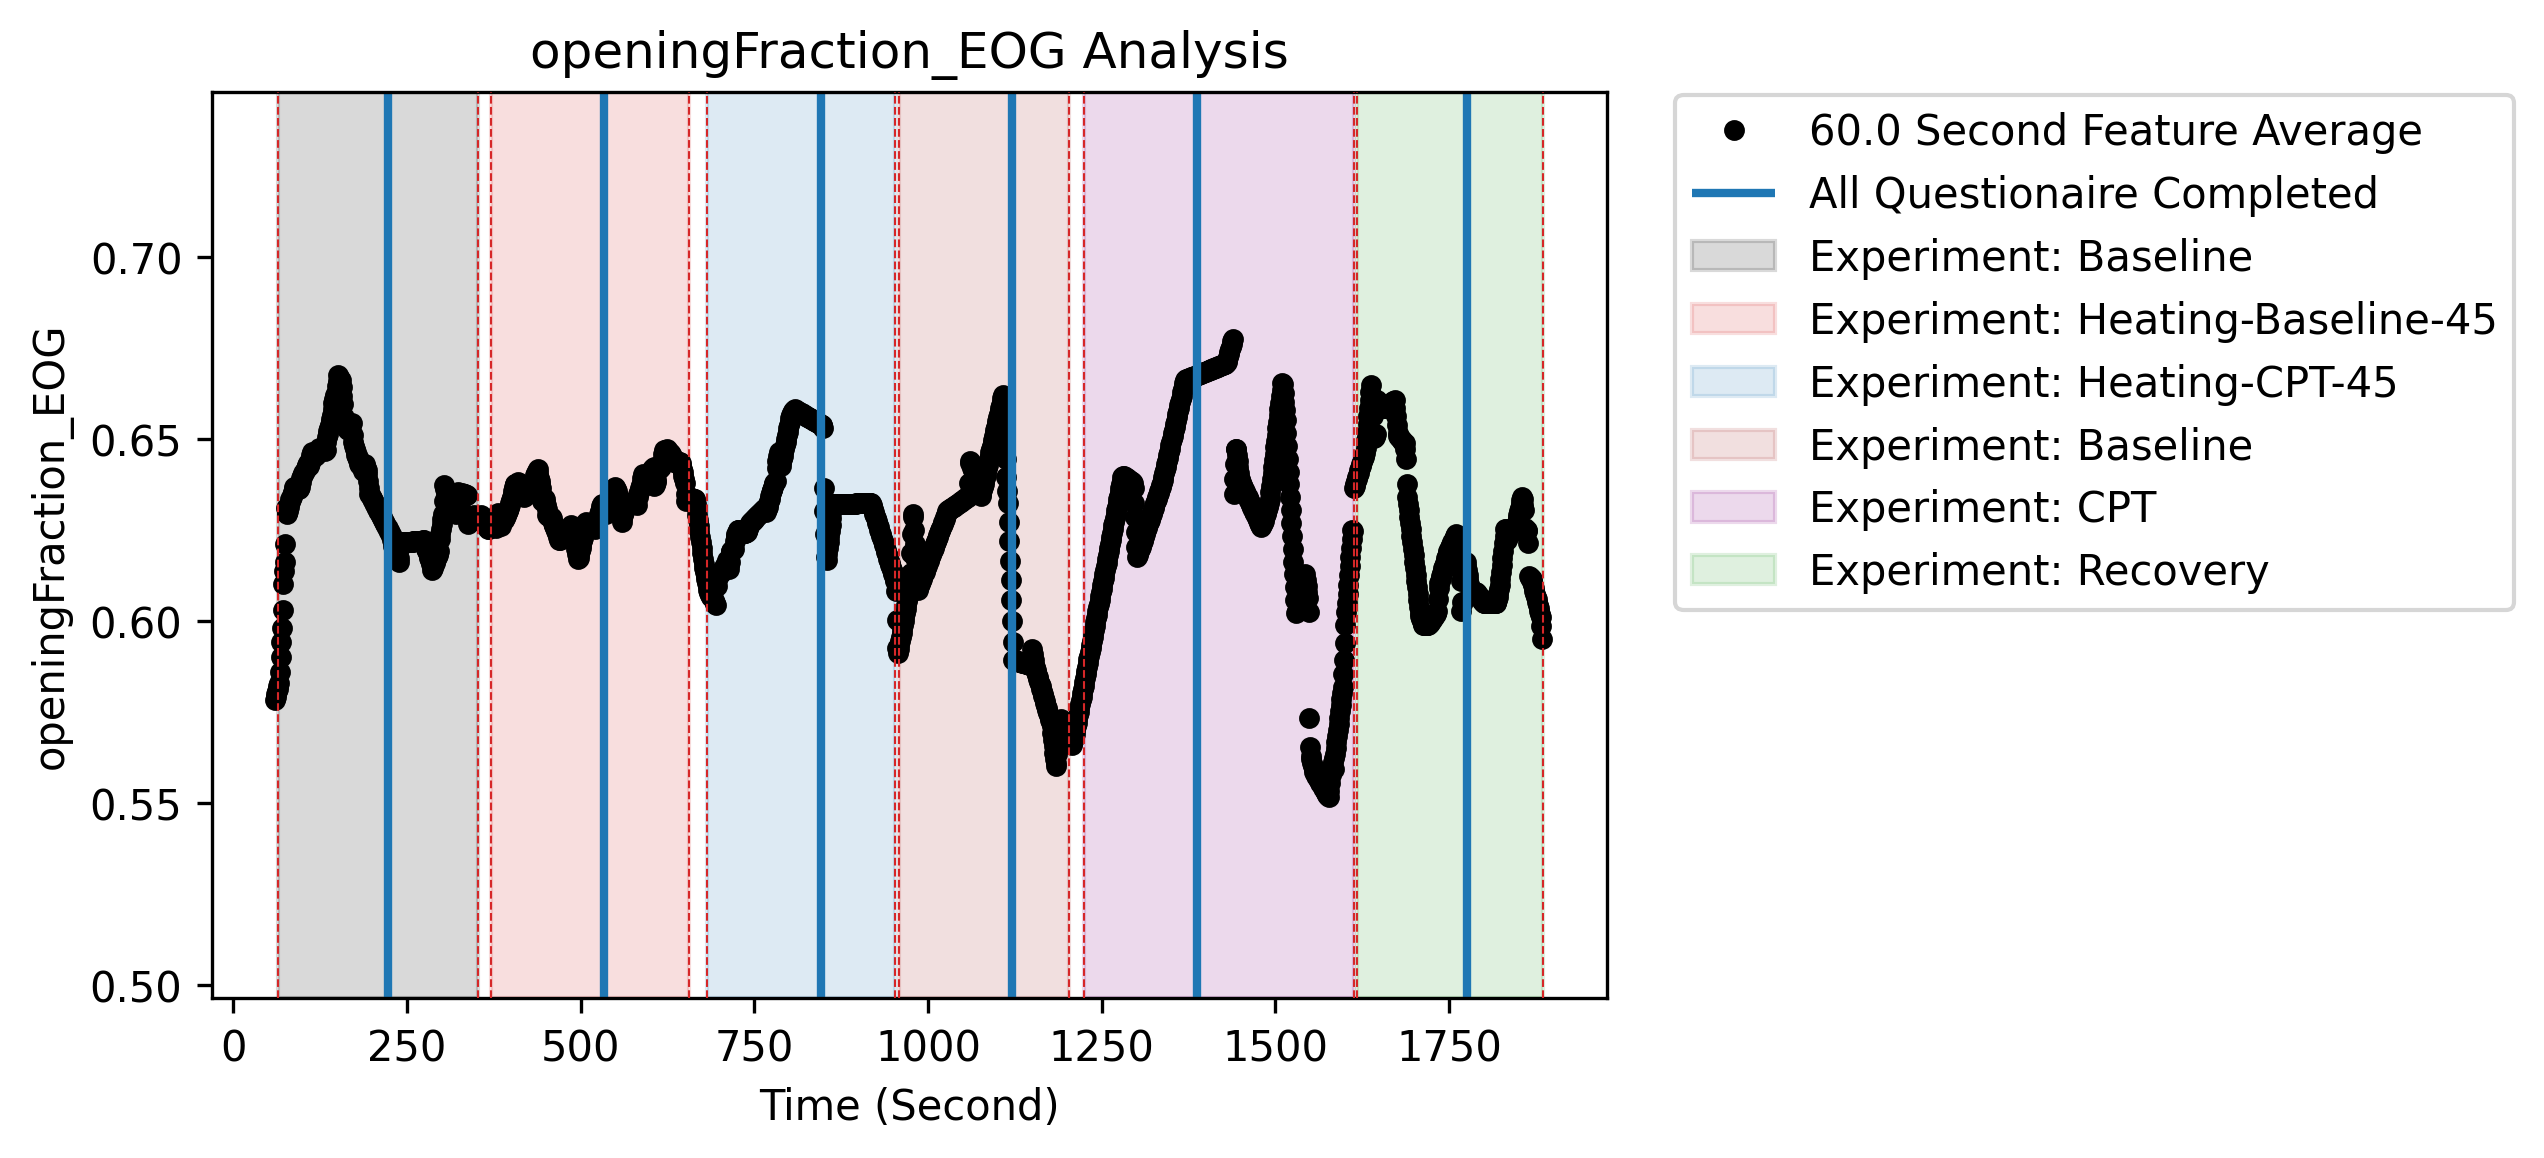 openingFraction_EOG Analysis
openingFraction_EOG
0.70
0.65
0.60
0.55
0.50
0
250
500
750
1000
1250
1500
1750
Time (Second)
60.0 Second Feature Average
All Questionaire Completed
Experiment: Baseline
Experiment: Heating-Baseline-45
Experiment: Heating-CPT-45
Experiment: Baseline
Experiment: CPT
Experiment: Recovery